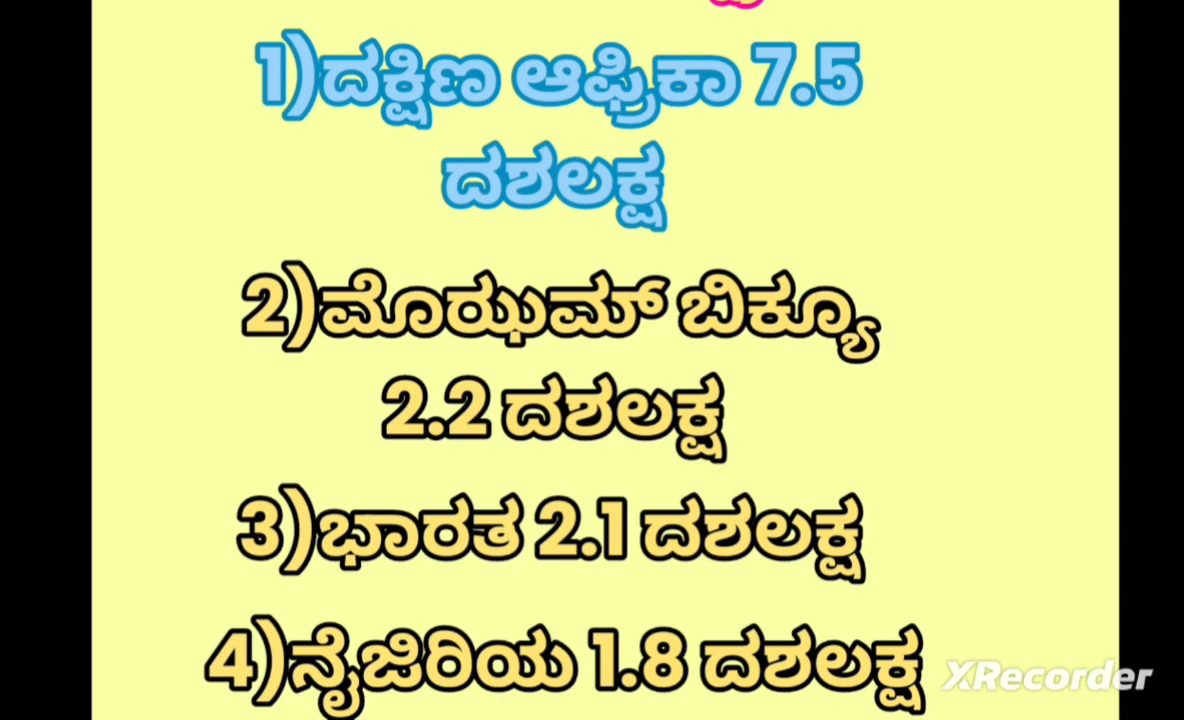 1)ದಕ್ಷಿಣ ಆಫ್ರಿಕಾ 7.5
ದಶಲಕ್ಷ
2)ಮೊಝಮ್ ಬಿಕ್ಯೂ
2.2 ದಶಲಕ್ಷ
3)ಭಾರತ 2.1 ದಶಲಕ್ಷ
4)ನೈಜಿರಿಯ 1.8 ದಶಲಕ್ಷ
XRecorder